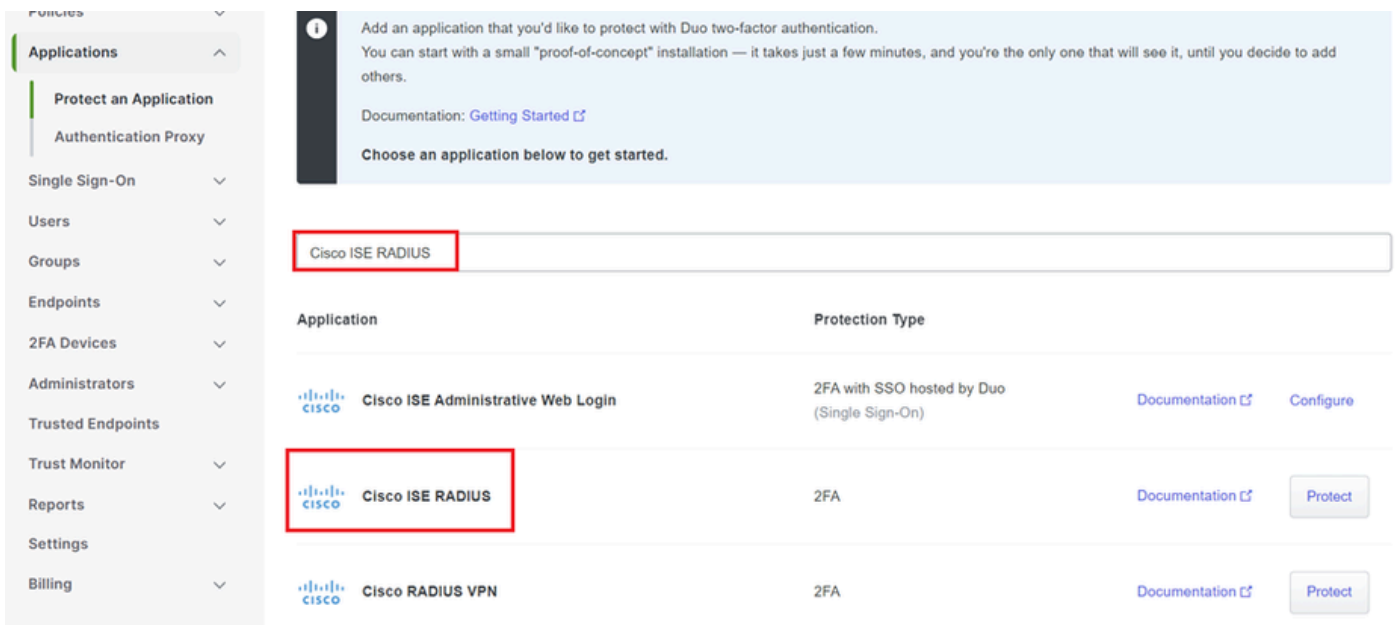 Policies
Applications
Protect an Application
Authentication Proxy
Single Sign-On
Users
Groups
Endpoints
2FA Devices
Administrators
Trusted Endpoints
Trust Monitor
Reports
Settings
Billing
i
Add an application that you'd like to protect with Duo two-factor authentication.
You can start with a small "proof-of-concept" installation — it takes just a few minutes, and you're the only one that will see it, until you decide to add
others.
Documentation: Getting Started
Choose an application below to get started.
Cisco ISE RADIUS
Application Protection Type
CISCO Cisco ISE Administrative Web Login 2FA with SSO hosted by Duo Documentation Configure
(Single Sign-On)
CISCO Cisco ISE RADIUS 2FA Documentation Protect
CISCO Cisco RADIUS VPN 2FA Documentation Protect